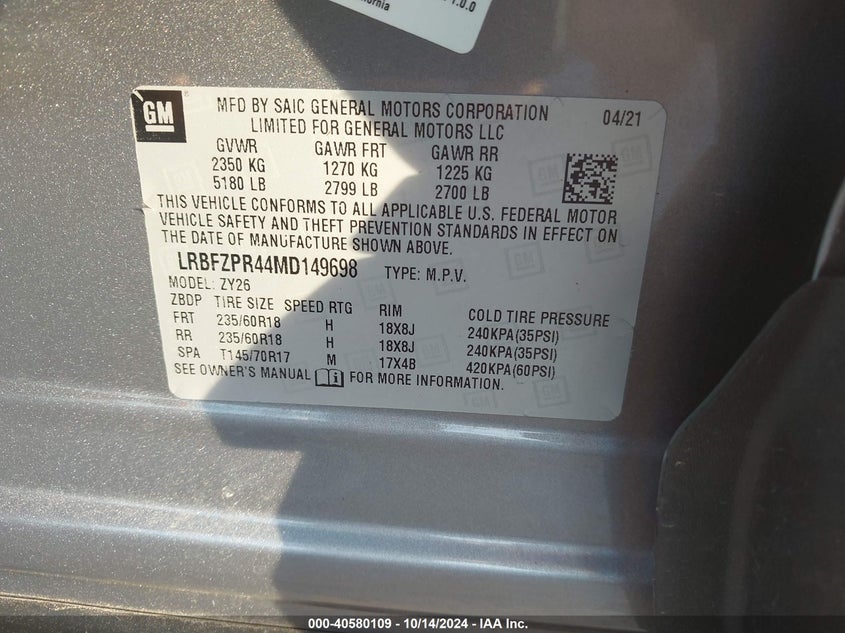 1.0.0
ifornia
GM
MFD BY SAIC GENERAL MOTORS CORPORATION
LIMITED FOR GENERAL MOTORS LLC
04/21
GVWR GAWR FRT GAWR RR
2350 KG 1270 KG 1225 KG
5180 LB 2799 LB 2700 LB
THIS VEHICLE CONFORMS TO ALL APPLICABLE U.S. FEDERAL MOTOR
VEHICLE SAFETY AND THEFT PREVENTION STANDARDS IN EFFECT ON
THE DATE OF MANUFACTURE SHOWN ABOVE.
LRBFZPR44MD149698 TYPE: M.P.V.
MODEL: ZY26
ZBDP TIRE SIZE SPEED RTG RIM COLD TIRE PRESSURE
FRT 235/60R18 H 18X8J 240KPA(35PSI)
RR 235/60R18 H 18X8J 240KPA(35PSI)
SPA T145/70R17 M 17X4B 420KPA(60PSI)
SEE OWNER'S MANUAL FOR MORE INFORMATION.
000-40580109 - 10/14/2024 - IAA Inc.